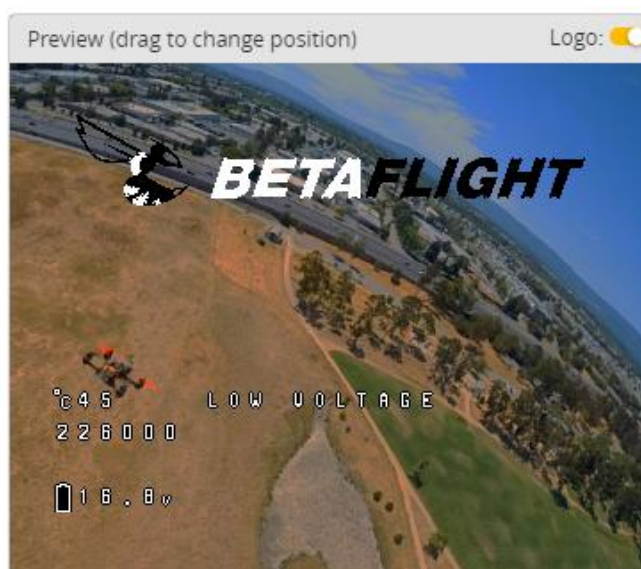 Preview (drag to change position) Logo:
BETAFLIGHT
°C45 LOW VOLTAGE
226000
16.8v